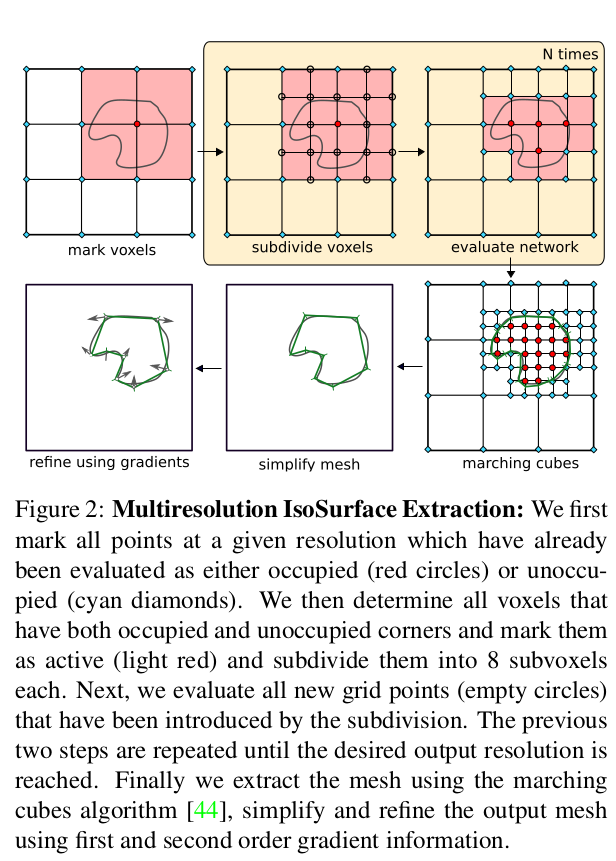 N times
mark voxels
subdivide voxels
evaluate network
refine using gradients
simplify mesh
marching cubes
Figure 2: Multiresolution IsoSurface Extraction: We first
mark all points at a given resolution which have already
been evaluated as either occupied (red circles) or unoccu-
pied (cyan diamonds). We then determine all voxels that
have both occupied and unoccupied corners and mark them
as active (light red) and subdivide them into 8 subvoxels
each. Next, we evaluate all new grid points (empty circles)
that have been introduced by the subdivision. The previous
two steps are repeated until the desired output resolution is
reached. Finally we extract the mesh using the marching
cubes algorithm [44], simplify and refine the output mesh
using first and second order gradient information.